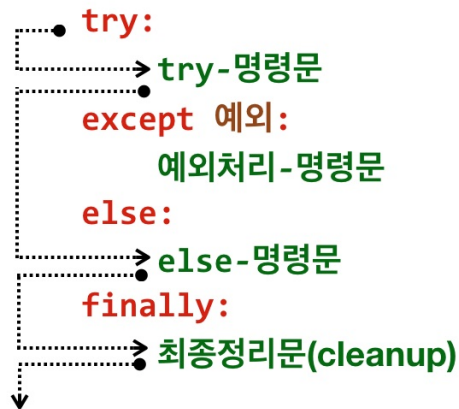 try:
try-명령문
except 예외:
예외처리-명령문
else:
else-명령문
finally:
최종정리문(cleanup)